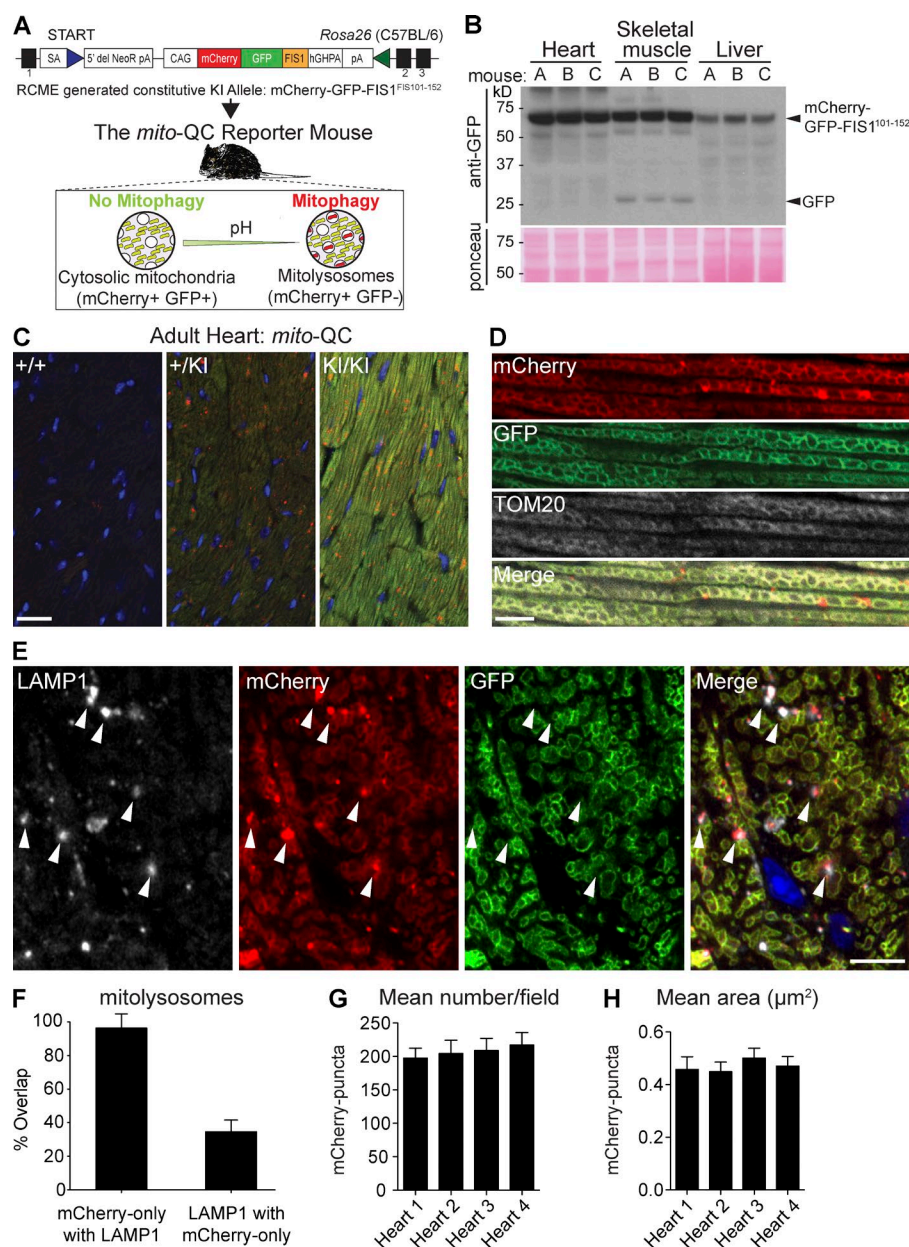 A
START
Rosa26 (C57BL/6)
SA
5' del NeoR pA
CAG
mCherry
GFP
FIS1
hGHPA
pA
1
2
3
RCME generated constitutive KI Allele: mCherry-GFP-FIS1FIS101-152
The mito-QC Reporter Mouse
No Mitophagy
Mitophagy
pH
Cytosolic mitochondria
(mCherry+ GFP+)
Mitolysosomes
(mCherry+ GFP-)
B
Heart
Skeletal muscle
Liver
mouse: A B C A B C A B C
kD
75
50
37
25
anti-GFP
mCherry-
GFP-FIS1101-152
GFP
75
50
ponceau
C
Adult Heart: mito-QC
+/+
+/KI
KI/KI
D
mCherry
GFP
TOM20
Merge
E
LAMP1
mCherry
GFP
Merge
F
mitolysosomes
% Overlap
100
80
60
40
20
0
mCherry-only
with LAMP1
LAMP1 with
mCherry-only
G
Mean number/field
mCherry-puncta
250
200
150
100
50
0
Heart 1
Heart 2
Heart 3
Heart 4
H
Mean area (µm²)
mCherry-puncta
0.6
0.4
0.2
0.0
Heart 1
Heart 2
Heart 3
Heart 4